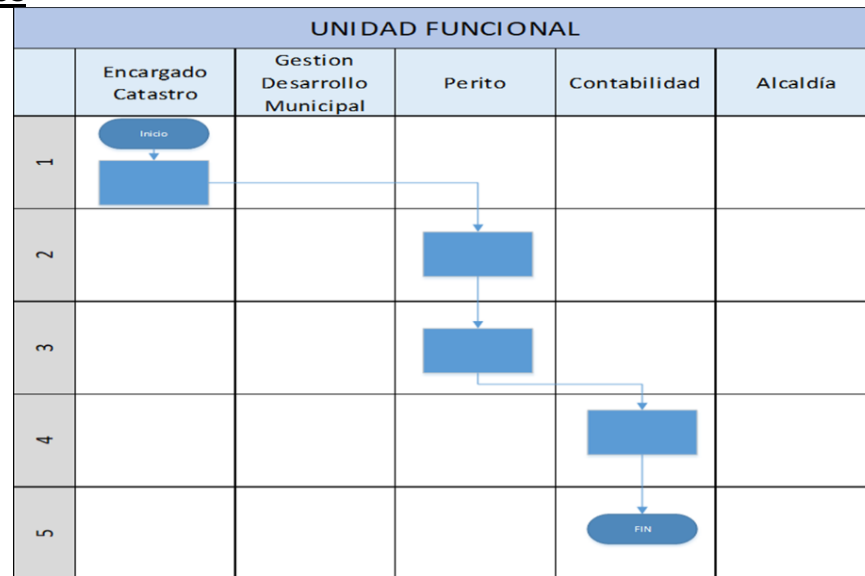 UNIDAD FUNCIONAL
Encargado
Catastro
Gestion
Desarrollo
Municipal
Perito
Contabilidad
Alcaldía
Inicio
1
2
3
4
5
FIN